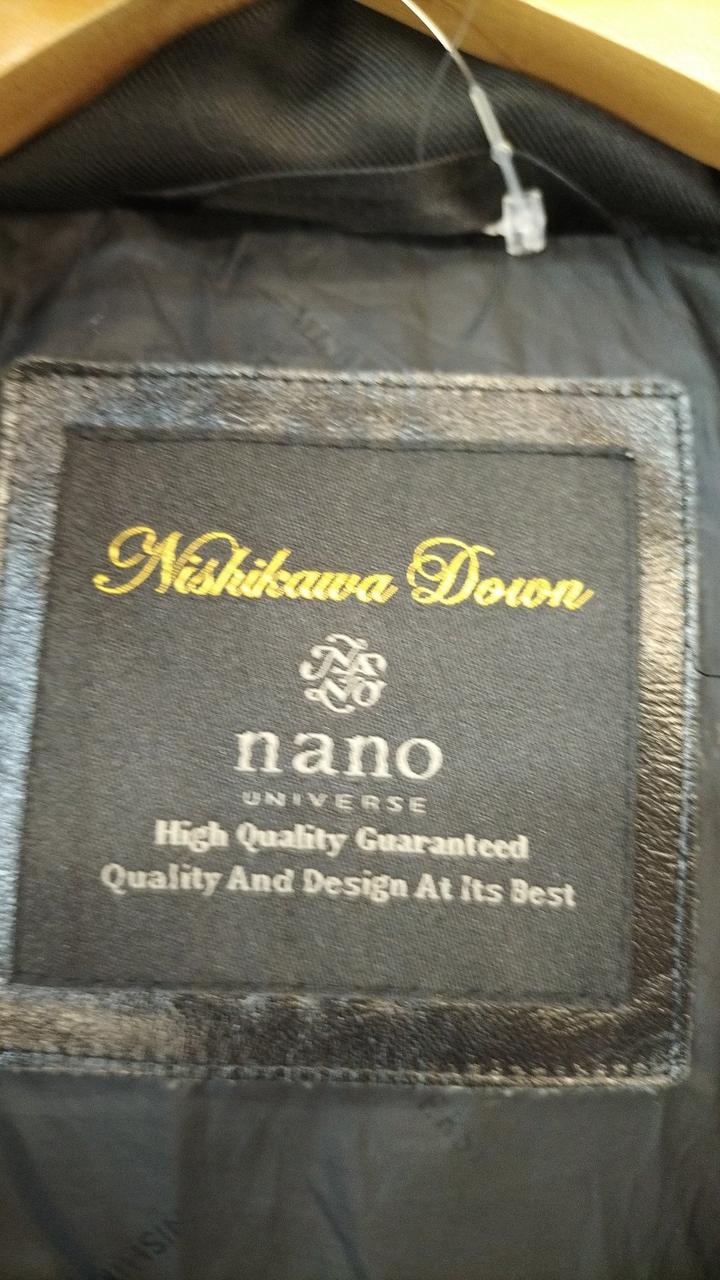 Nishikawa Down
nano
UNIVERSE
High Quality Guaranteed
Quality And Design At Its Best